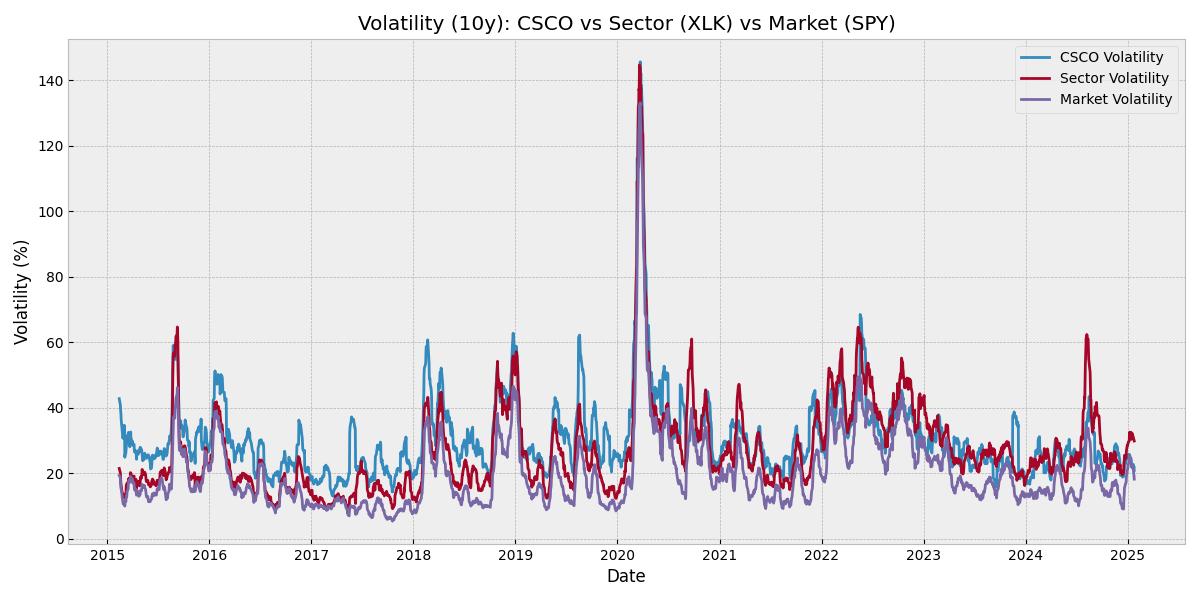 Volatility (10y): CSCO vs Sector (XLK) vs Market (SPY)
CSCO Volatility
Sector Volatility
Market Volatility
Volatility (%)
140
120
100
80
60
40
20
0
2015 2016 2017 2018 2019 2020 2021 2022 2023 2024 2025
Date